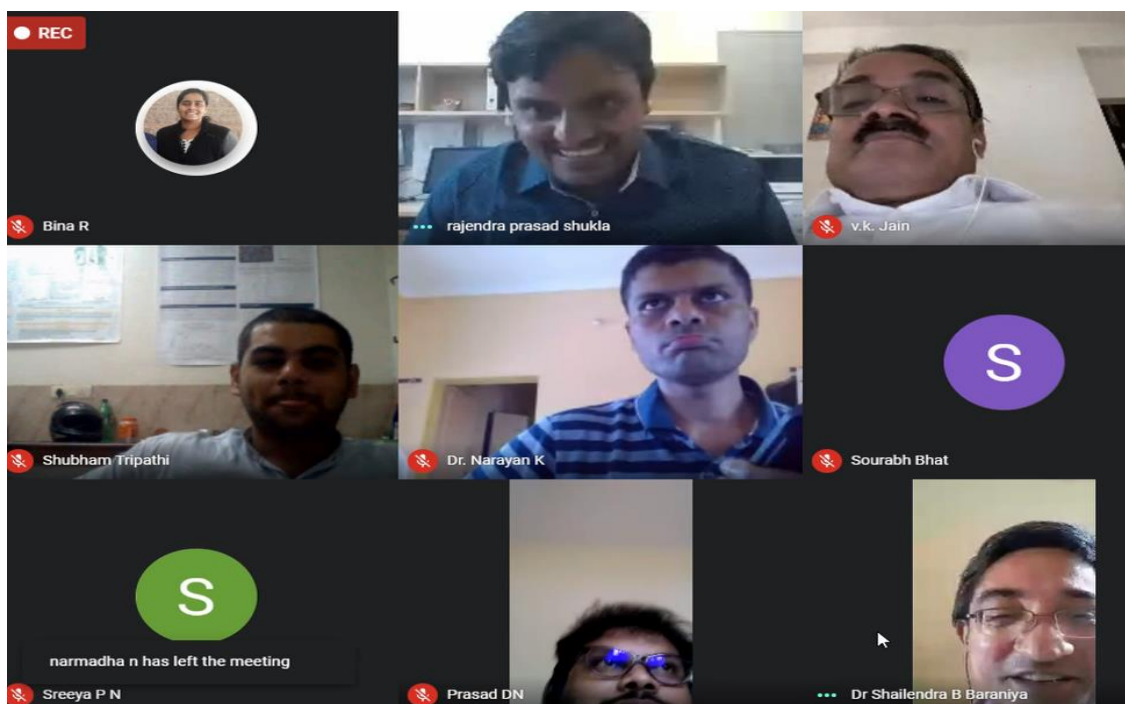 REC
Bina R
rajendra prasad shukla
v.k. Jain
Shubham Tripathi
Dr. Narayan K
S
Sourabh Bhat
S
narmadha n has left the meeting
Sreeya P N
Prasad DN
Dr Shailendra B Baraniya